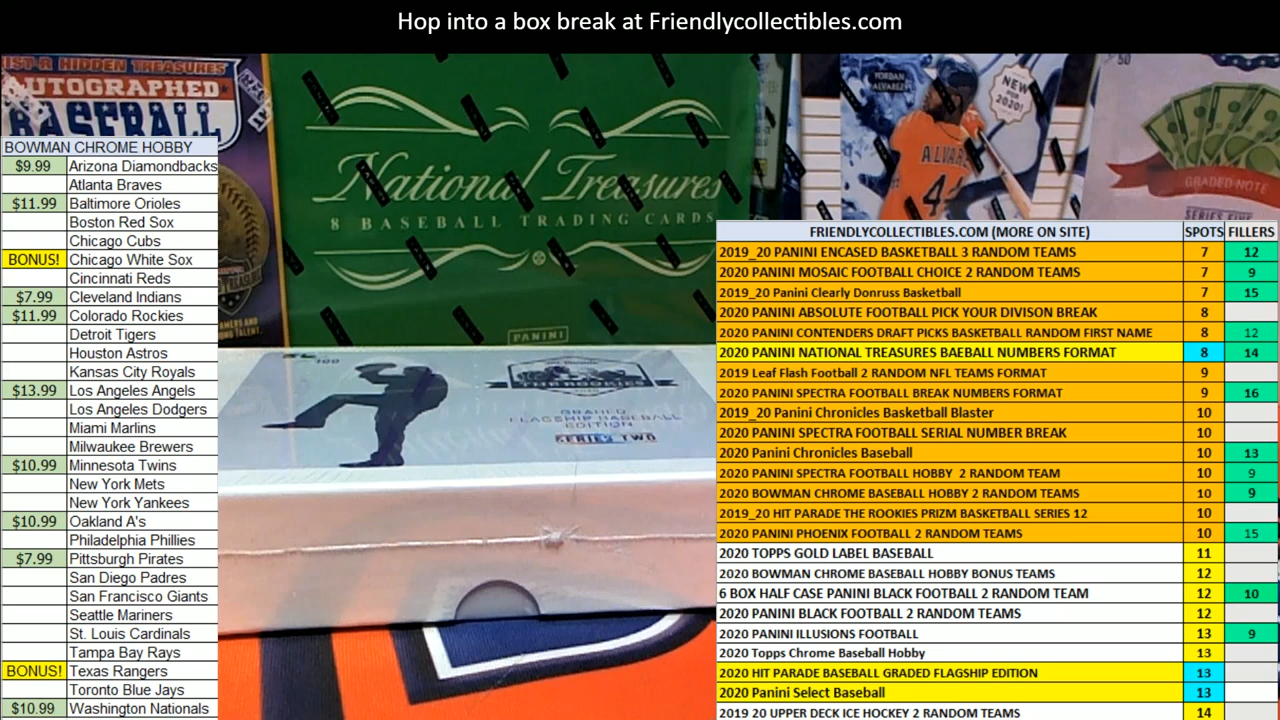 Hop into a box break at Friendlycollectibles.com
IST-R HIDDEN TREASURES
AUTOGRAPHED
BASEBALL
BOWMAN CHROME HOBBY
$9.99 Arizona Diamondbacks
Atlanta Braves
$11.99 Baltimore Orioles
Boston Red Sox
Chicago Cubs
BONUS! Chicago White Sox
Cincinnati Reds
$7.99 Cleveland Indians
$11.99 Colorado Rockies
Detroit Tigers
Houston Astros
Kansas City Royals
$13.99 Los Angeles Angels
Los Angeles Dodgers
Miami Marlins
Milwaukee Brewers
$10.99 Minnesota Twins
New York Mets
New York Yankees
$10.99 Oakland A's
Philadelphia Phillies
$7.99 Pittsburgh Pirates
San Diego Padres
San Francisco Giants
Seattle Mariners
St. Louis Cardinals
Tampa Bay Rays
BONUS! Texas Rangers
Toronto Blue Jays
$10.99 Washington Nationals
National Treasures
8 BASEBALL TRADING CARDS
PANINI
YORDAN
ALVAREZ
NEW
FOR
2020!
ALVAREZ
4
50
GRADED NOTE
SERIES FIVE
THE ROOKIES
GRADED
FLAGSHIP BASEBALL
EDITION
SERIES TWO
FRIENDLYCOLLECTIBLES.COM (MORE ON SITE) SPOTS FILLERS
2019_20 PANINI ENCASED BASKETBALL 3 RANDOM TEAMS 7 12
2020 PANINI MOSAIC FOOTBALL CHOICE 2 RANDOM TEAMS 7 9
2019_20 Panini Clearly Donruss Basketball 7 15
2020 PANINI ABSOLUTE FOOTBALL PICK YOUR DIVISON BREAK 8
2020 PANINI CONTENDERS DRAFT PICKS BASKETBALL RANDOM FIRST NAME 8 12
2020 PANINI NATIONAL TREASURES BAEBALL NUMBERS FORMAT 8 14
2019 Leaf Flash Football 2 RANDOM NFL TEAMS FORMAT 9
2020 PANINI SPECTRA FOOTBALL BREAK NUMBERS FORMAT 9 16
2019_20 Panini Chronicles Basketball Blaster 10
2020 PANINI SPECTRA FOOTBALL SERIAL NUMBER BREAK 10
2020 Panini Chronicles Baseball 10 13
2020 PANINI SPECTRA FOOTBALL HOBBY 2 RANDOM TEAM 10 9
2020 BOWMAN CHROME BASEBALL HOBBY 2 RANDOM TEAMS 10 9
2019_20 HIT PARADE THE ROOKIES PRIZM BASKETBALL SERIES 12 10
2020 PANINI PHOENIX FOOTBALL 2 RANDOM TEAMS 10 15
2020 TOPPS GOLD LABEL BASEBALL 11
2020 BOWMAN CHROME BASEBALL HOBBY BONUS TEAMS 12
6 BOX HALF CASE PANINI BLACK FOOTBALL 2 RANDOM TEAM 12 10
2020 PANINI BLACK FOOTBALL 2 RANDOM TEAMS 12
2020 PANINI ILLUSIONS FOOTBALL 13 9
2020 Topps Chrome Baseball Hobby 13
2020 HIT PARADE BASEBALL GRADED FLAGSHIP EDITION 13
2020 Panini Select Baseball 13
2019 20 UPPER DECK ICE HOCKEY 2 RANDOM TEAMS 14